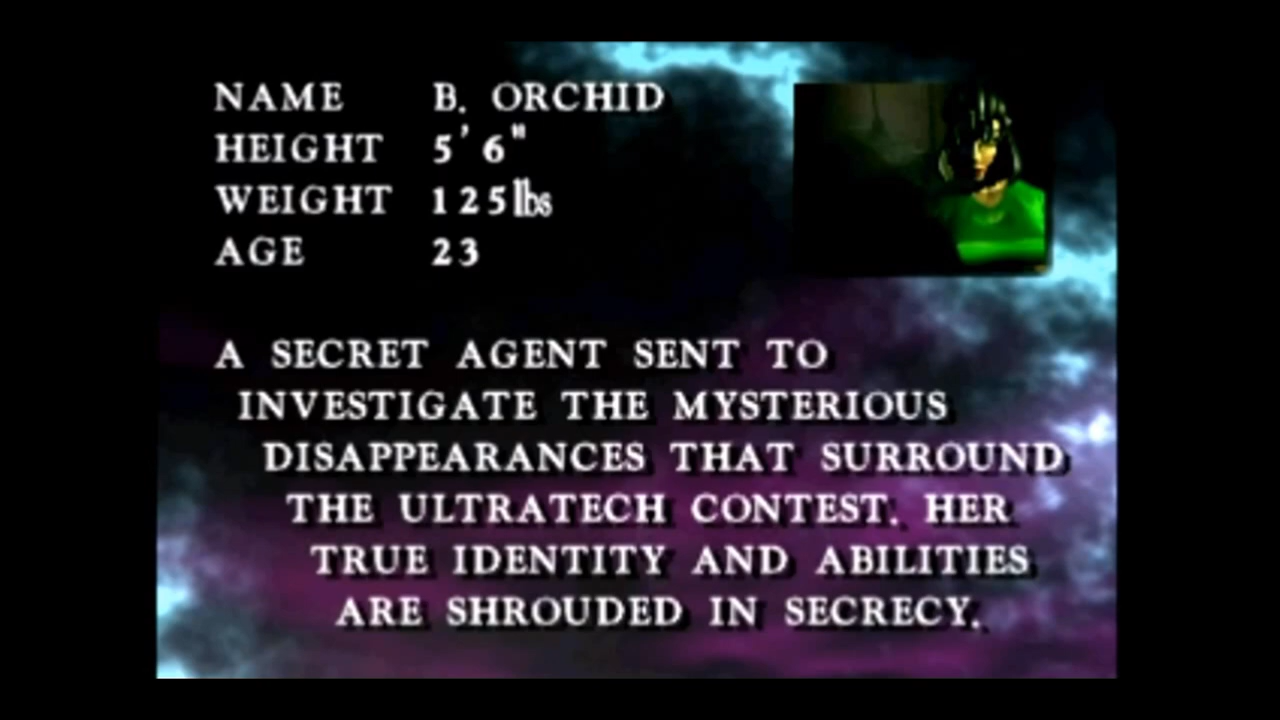 NAME B. ORCHID
HEIGHT 5'6"
WEIGHT 125lbs
AGE 23
A SECRET AGENT SENT TO
INVESTIGATE THE MYSTERIOUS
DISAPPEARANCES THAT SURROUND
THE ULTRATECH CONTEST. HER
TRUE IDENTITY AND ABILITIES
ARE SHROUDED IN SECRECY.